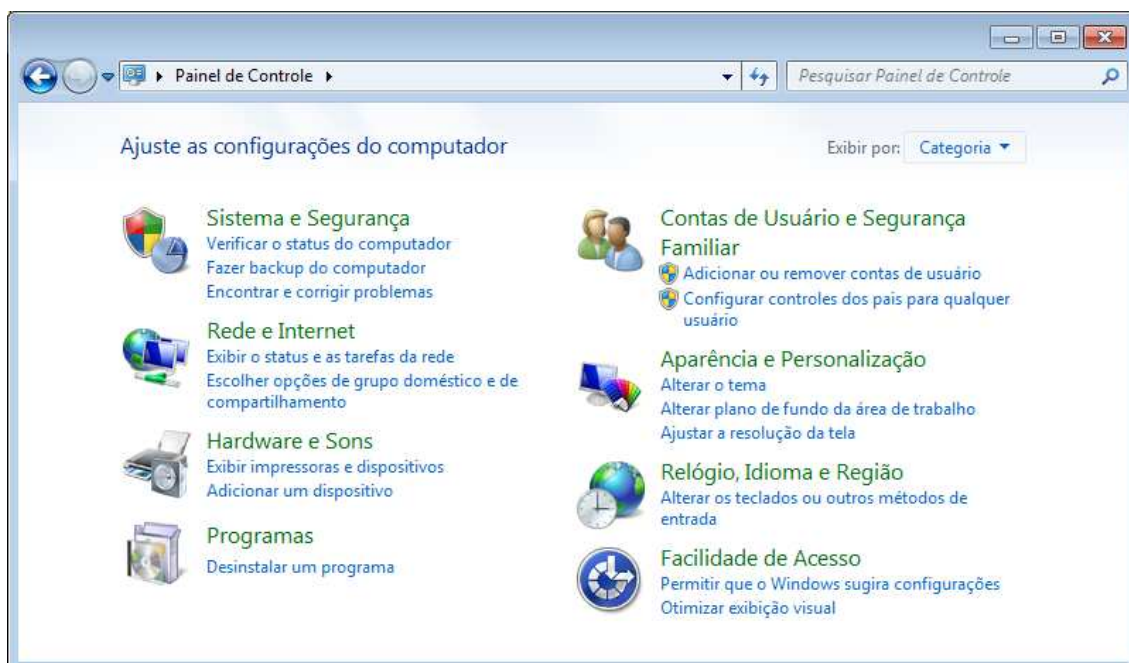 Painel de Controle
Pesquisar Painel de Controle
Ajuste as configurações do computador
Exibir por: Categoria
Sistema e Segurança
Verificar o status do computador
Fazer backup do computador
Encontrar e corrigir problemas
Rede e Internet
Exibir o status e as tarefas da rede
Escolher opções de grupo doméstico e de
compartilhamento
Hardware e Sons
Exibir impressoras e dispositivos
Adicionar um dispositivo
Programas
Desinstalar um programa
Contas de Usuário e Segurança
Familiar
Adicionar ou remover contas de usuário
Configurar controles dos pais para qualquer
usuário
Aparência e Personalização
Alterar o tema
Alterar plano de fundo da área de trabalho
Ajustar a resolução da tela
Relógio, Idioma e Região
Alterar os teclados ou outros métodos de
entrada
Facilidade de Acesso
Permitir que o Windows sugira configurações
Otimizar exibição visual